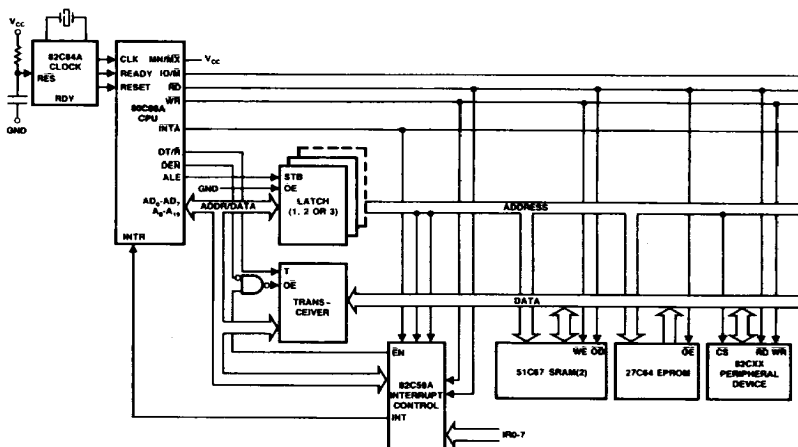 VCC
82C84A
CLOCK
RES
RDY
GND
CLK
READY
RESET
80C88A
CPU
MN/MX
VCC
IO/M
RD
WR
INTA
DT/R
DEN
ALE
AD0-AD7
A8-A19
INTR
ADDR/DATA
GND
STB
OE
LATCH
(1, 2 OR 3)
T
OE
TRANS-
CEIVER
ADDRESS
DATA
EN
82C59A
INTERRUPT
CONTROL
INT
IR0-7
WE OD
51C67 SRAM(2)
OE
27C64 EPROM
CS RD WR
82CXX
PERIPHERAL
DEVICE